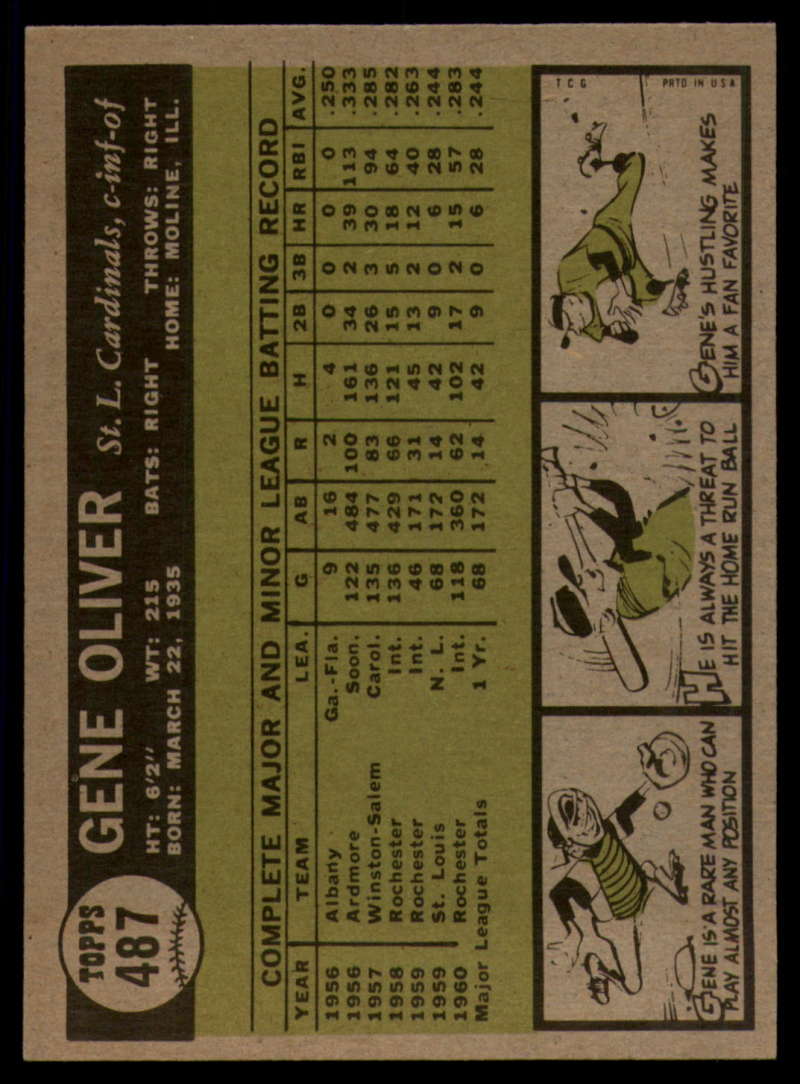 TOPPS
487
GENE OLIVER St. L. Cardinals, c-inf-of
HT: 6'2" WT: 215 BATS: RIGHT THROWS: RIGHT
BORN: MARCH 22, 1935 HOME: MOLINE, ILL.
COMPLETE MAJOR AND MINOR LEAGUE BATTING RECORD
YEAR TEAM LEA. G AB R H 2B 3B HR RBI AVG.
1956 Albany Ga.-Fla. 9 16 2 4 0 0 0 0 .250
1956 Ardmore Soon. 122 484 100 161 34 2 39 113 .333
1957 Winston-Salem Carol. 135 477 83 136 26 3 30 94 .285
1958 Rochester Int. 136 429 66 121 15 5 18 64 .282
1959 Rochester Int. 46 171 31 45 13 2 12 40 .263
1959 St. Louis N. L. 68 172 14 42 9 0 6 28 .244
1960 Rochester Int. 118 360 62 102 17 2 15 57 .283
Major League Totals 1 Yr. 68 172 14 42 9 0 6 28 .244
GENE IS A RARE MAN WHO CAN
PLAY ALMOST ANY POSITION
HE IS ALWAYS A THREAT TO
HIT THE HOME RUN BALL
T C G PRTD IN U S A
GENE'S HUSTLING MAKES
HIM A FAN FAVORITE